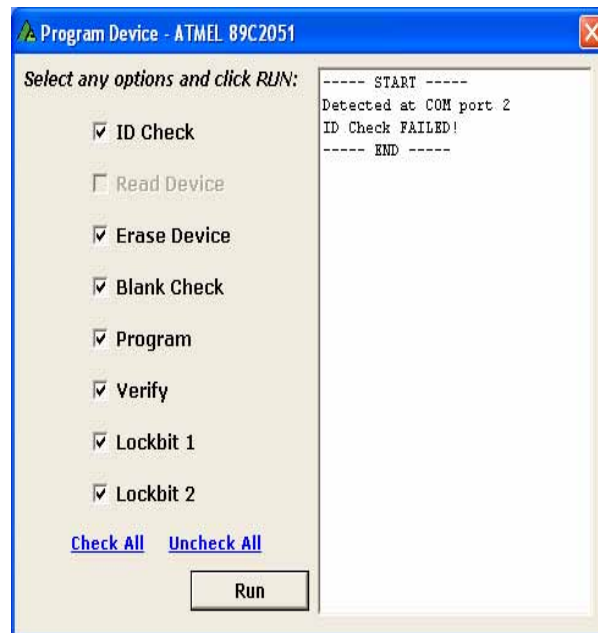 Program Device - ATMEL 89C2051
Select any options and click RUN:
ID Check
Read Device
Erase Device
Blank Check
Program
Verify
Lockbit 1
Lockbit 2
Check All Uncheck All
Run
----- START -----
Detected at COM port 2
ID Check FAILED!
----- END -----